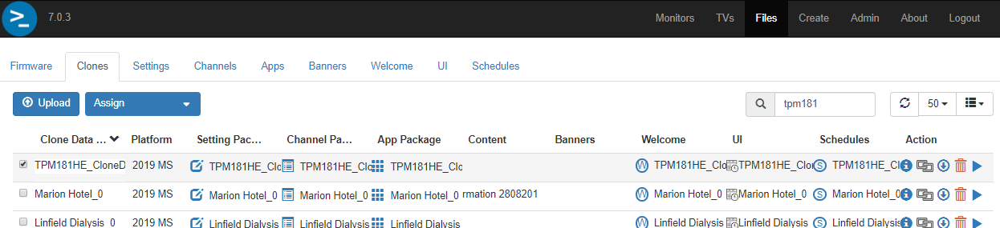 7.0.3 Monitors TVs Files Create Admin About Logout
Firmware Clones Settings Channels Apps Banners Welcome UI Schedules
Upload Assign tpm181 50
Clone Data ... Platform Setting Pac... Channel Pa... App Package Content Banners Welcome UI Schedules Action
TPM181HE_CloneD 2019 MS TPM181HE_Clo TPM181HE_Clo TPM181HE_Clo TPM181HE_Clo TPM181HE_Clon TPM181HE_Cl
Marion Hotel_0 2019 MS Marion Hotel_0 Marion Hotel_0 Marion Hotel_0 rmation 2808201 Marion Hotel_0 Marion Hotel_0 Marion Hotel_0
Linfield Dialysis_0 2019 MS Linfield Dialysis Linfield Dialysis Linfield Dialysis Linfield Dialysis Linfield Dialysis Linfield Dialysis